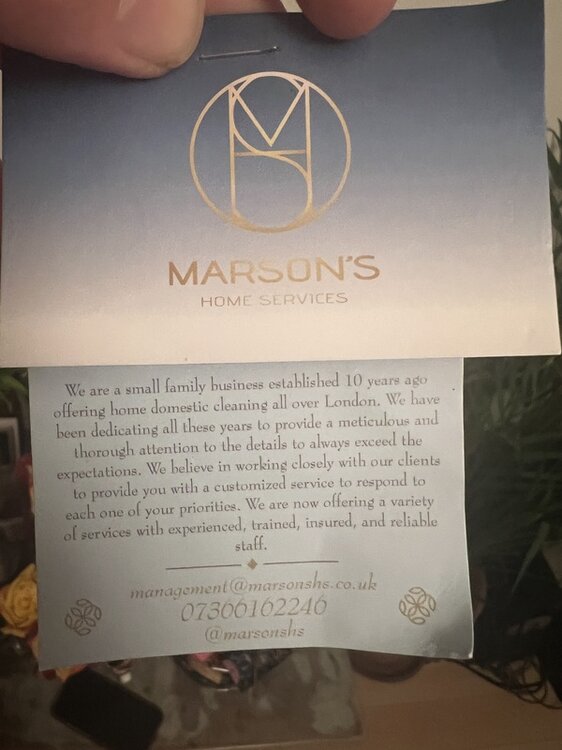 MARSON'S
HOME SERVICES
We are a small family business established 10 years ago
offering home domestic cleaning all over London. We have
been dedicating all these years to provide a meticulous and
thorough attention to the details to always exceed the
expectations. We believe in working closely with our clients
to provide you with a customized service to respond to
each one of your priorities. We are now offering a variety
of services with experienced, trained, insured, and reliable
staff.
management@marsonshs.co.uk
07366162246
@marsonshs